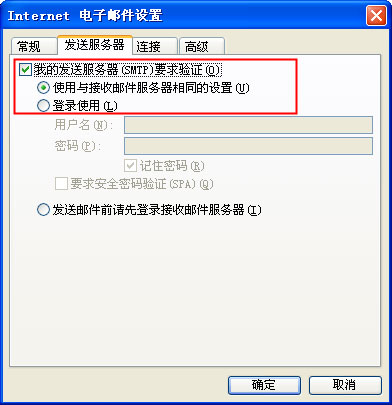 Internet 电子邮件设置
常规 发送服务器 连接 高级
我的发送服务器(SMTP)要求验证(O)
使用与接收邮件服务器相同的设置(U)
登录使用(L)
用户名(N):
密码(P):
记住密码(R)
要求安全密码验证(SPA)(Q)
发送邮件前请先登录接收邮件服务器(I)
确定 取消